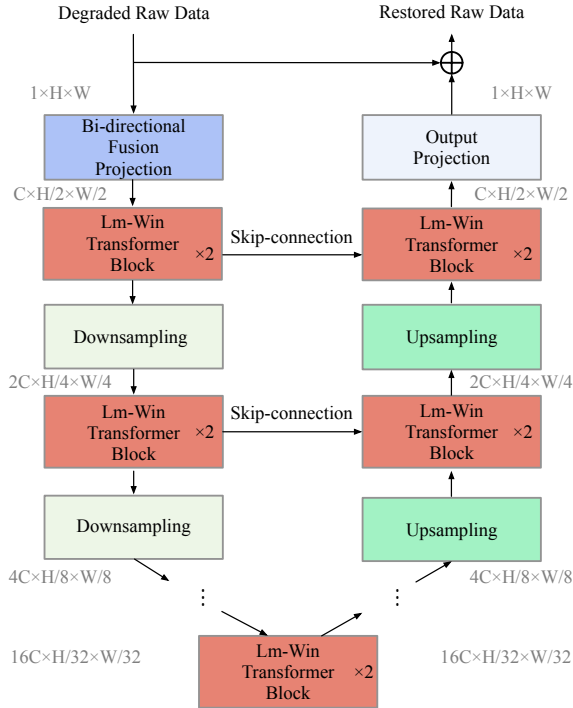 Degraded Raw Data
Restored Raw Data
1×H×W
1×H×W
Bi-directional
Fusion
Projection
Output
Projection
C×H/2×W/2
C×H/2×W/2
Lm-Win
Transformer
Block
×2
Skip-connection
Lm-Win
Transformer
Block
×2
Downsampling
Upsampling
2C×H/4×W/4
2C×H/4×W/4
Lm-Win
Transformer
Block
×2
Skip-connection
Lm-Win
Transformer
Block
×2
Downsampling
Upsampling
4C×H/8×W/8
4C×H/8×W/8
⋮
⋮
16C×H/32×W/32
Lm-Win
Transformer
Block
×2
16C×H/32×W/32